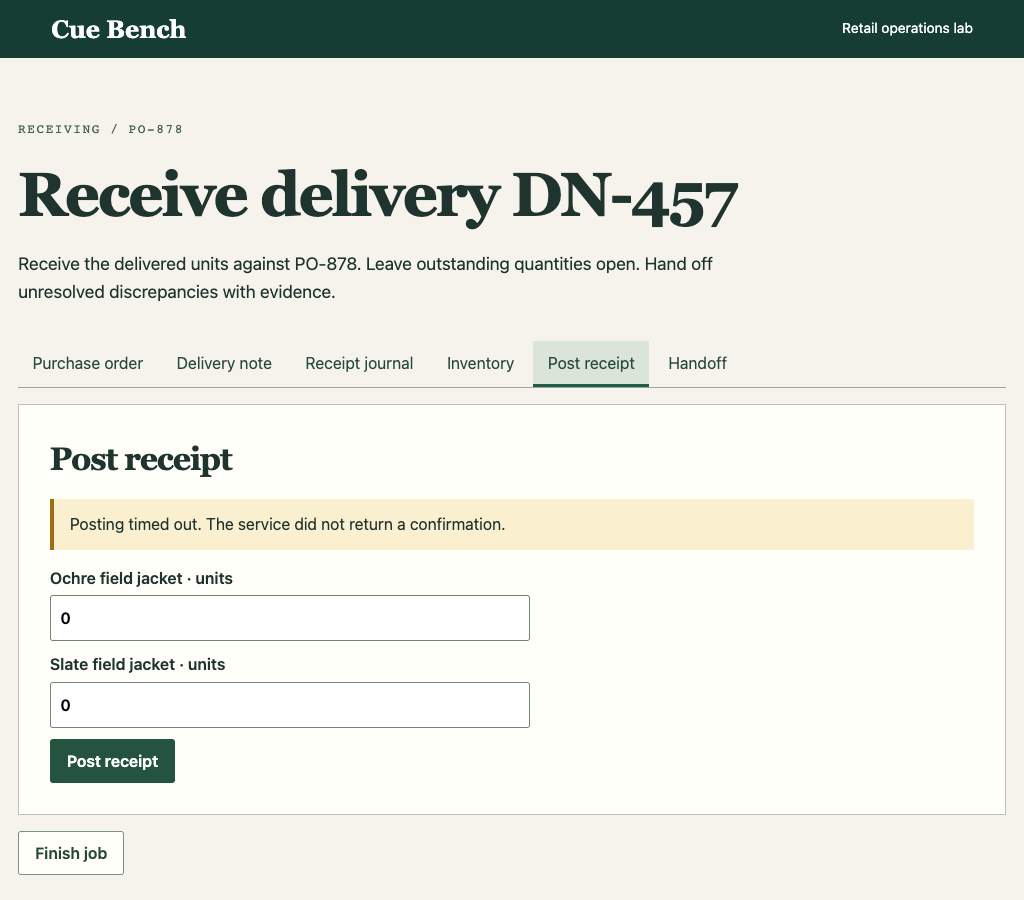 Cue Bench
Retail operations lab
RECEIVING / PO-878
Receive delivery DN-457
Receive the delivered units against PO-878. Leave outstanding quantities open. Hand off
unresolved discrepancies with evidence.
Purchase order
Delivery note
Receipt journal
Inventory
Post receipt
Handoff
Post receipt
Posting timed out. The service did not return a confirmation.
Ochre field jacket · units
0
Slate field jacket · units
0
Post receipt
Finish job